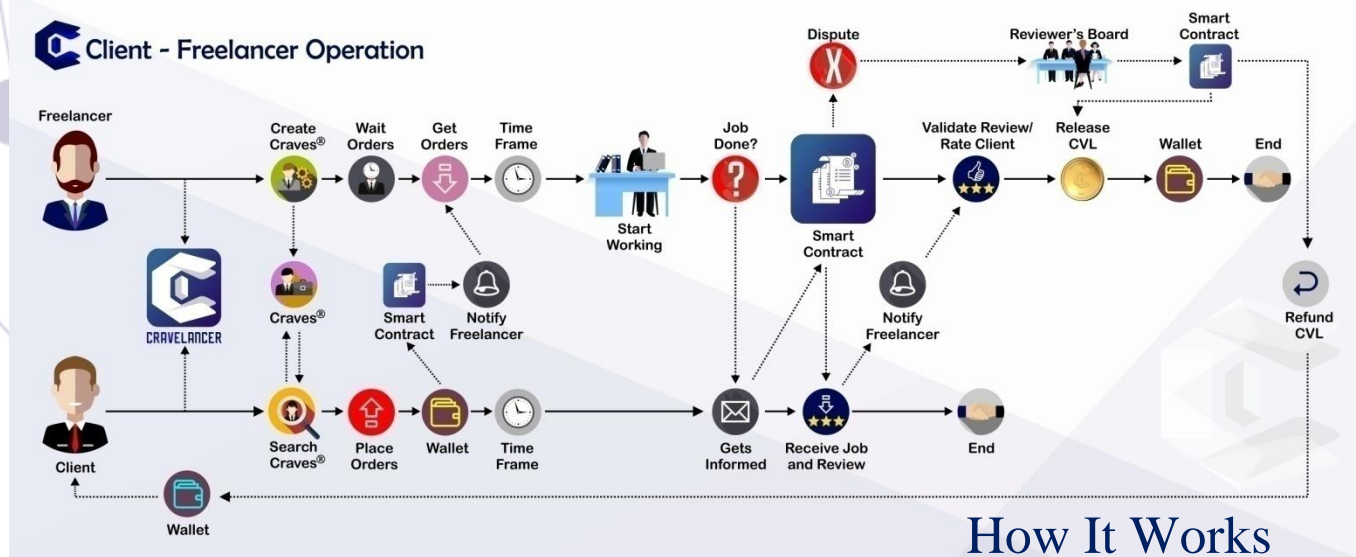 Client - Freelancer Operation
Dispute
Reviewer's Board
Smart
Contract
Freelancer
Create
Craves®
Wait
Orders
Get
Orders
Time
Frame
Start
Working
Job
Done?
Smart
Contract
Validate Review/
Rate Client
Release
CVL
Wallet
End
CRAVELANCER
Craves®
Smart
Contract
Notify
Freelancer
Notify
Freelancer
Refund
CVL
Client
Search
Craves®
Place
Orders
Wallet
Time
Frame
Gets
Informed
Receive Job
and Review
End
Wallet
How It Works